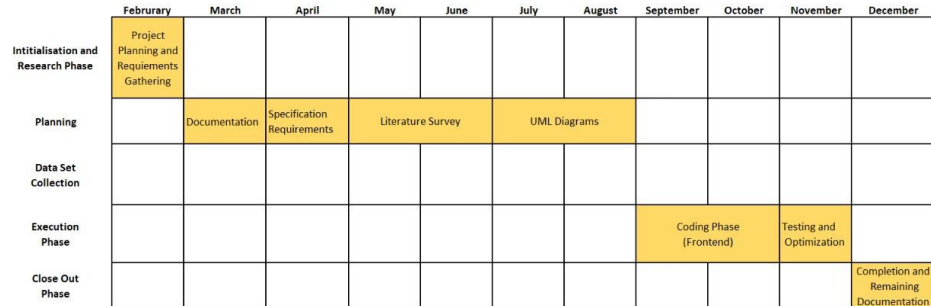 Februrary March April May June July August September October November December
Intitialisation and
Research Phase
Project
Planning and
Requiements
Gathering
Planning
Documentation
Specification
Requirements
Literature Survey
UML Diagrams
Data Set
Collection
Execution
Phase
Coding Phase
(Frontend)
Testing and
Optimization
Close Out
Phase
Completion and
Remaining
Documentation